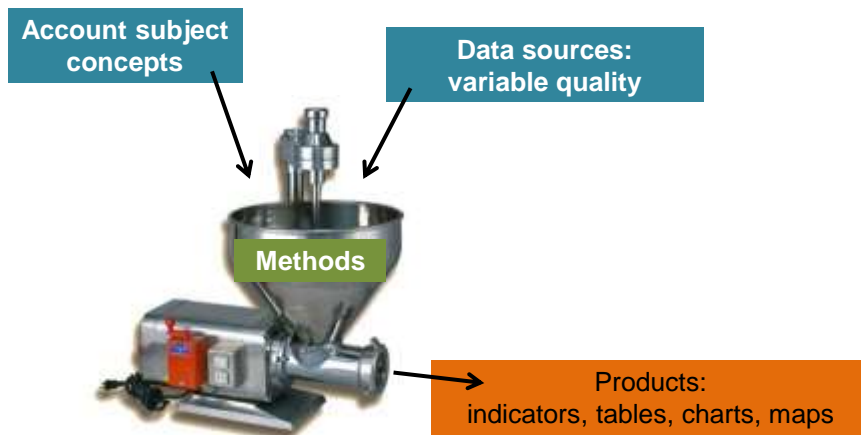 Account subject
concepts
Data sources:
variable quality
Methods
Products:
indicators, tables, charts, maps